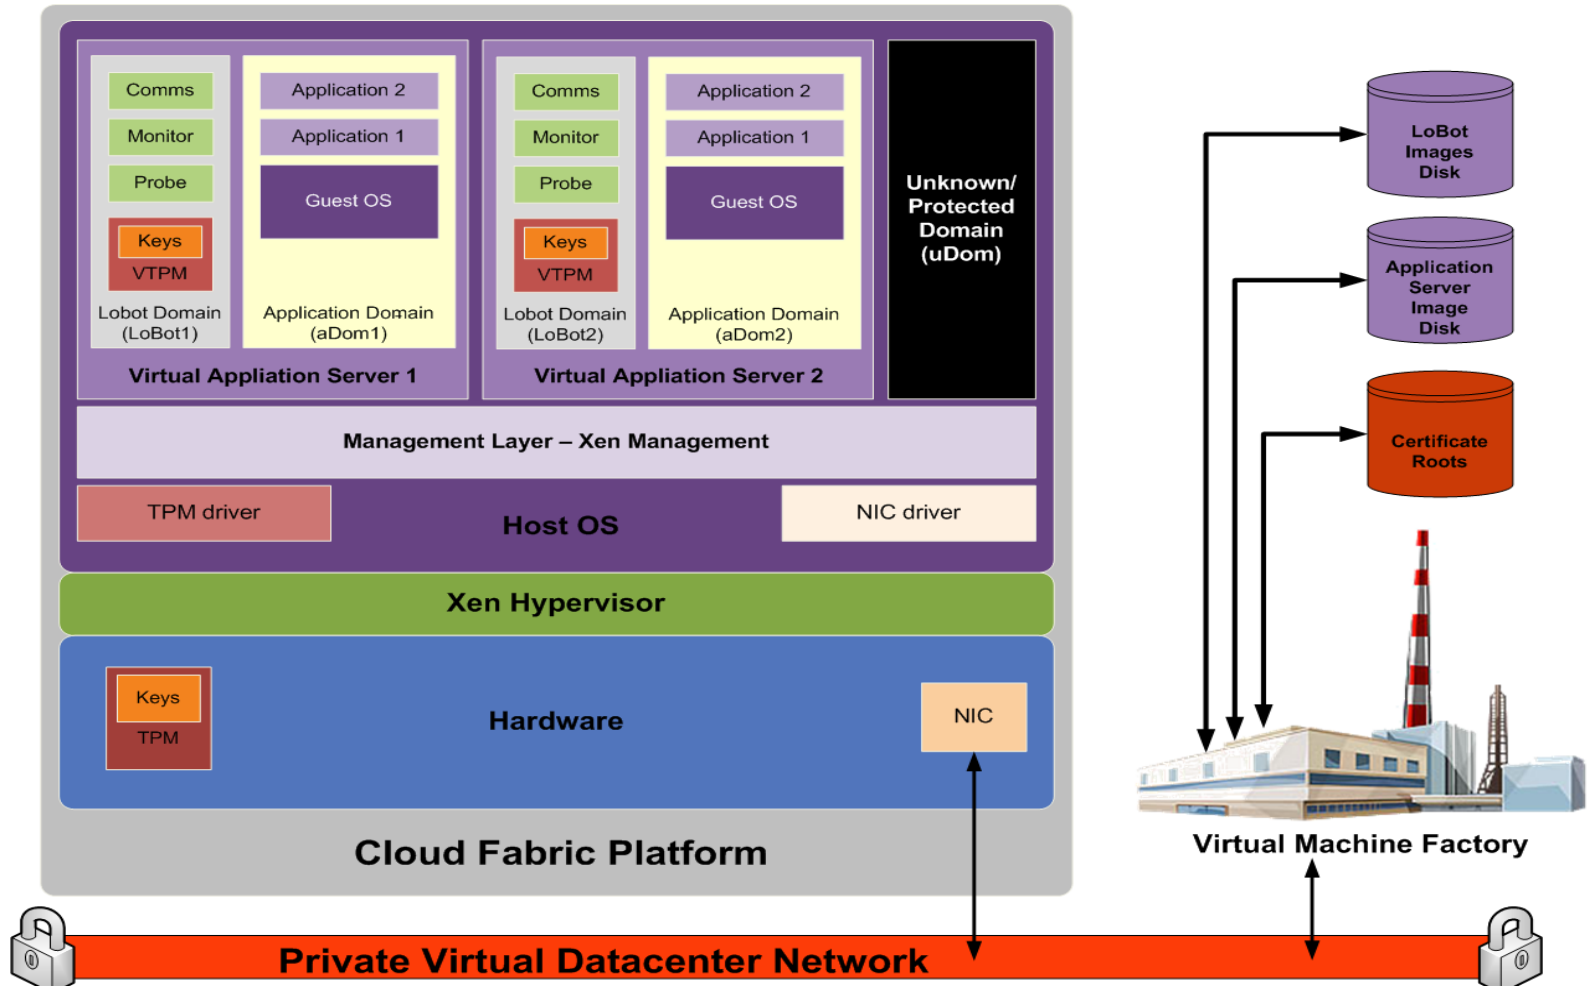 Comms
Monitor
Probe
Keys
VTPM
Lobot Domain
(LoBot1)
Application 2
Application 1
Guest OS
Application Domain
(aDom1)
Virtual Appliation Server 1
Comms
Monitor
Probe
Keys
VTPM
Lobot Domain
(LoBot2)
Application 2
Application 1
Guest OS
Application Domain
(aDom2)
Virtual Appliation Server 2
Unknown/
Protected
Domain
(uDom)
Management Layer – Xen Management
TPM driver
Host OS
NIC driver
Xen Hypervisor
Keys
TPM
Hardware
NIC
Cloud Fabric Platform
LoBot
Images
Disk
Application
Server
Image
Disk
Certificate
Roots
Virtual Machine Factory
Private Virtual Datacenter Network